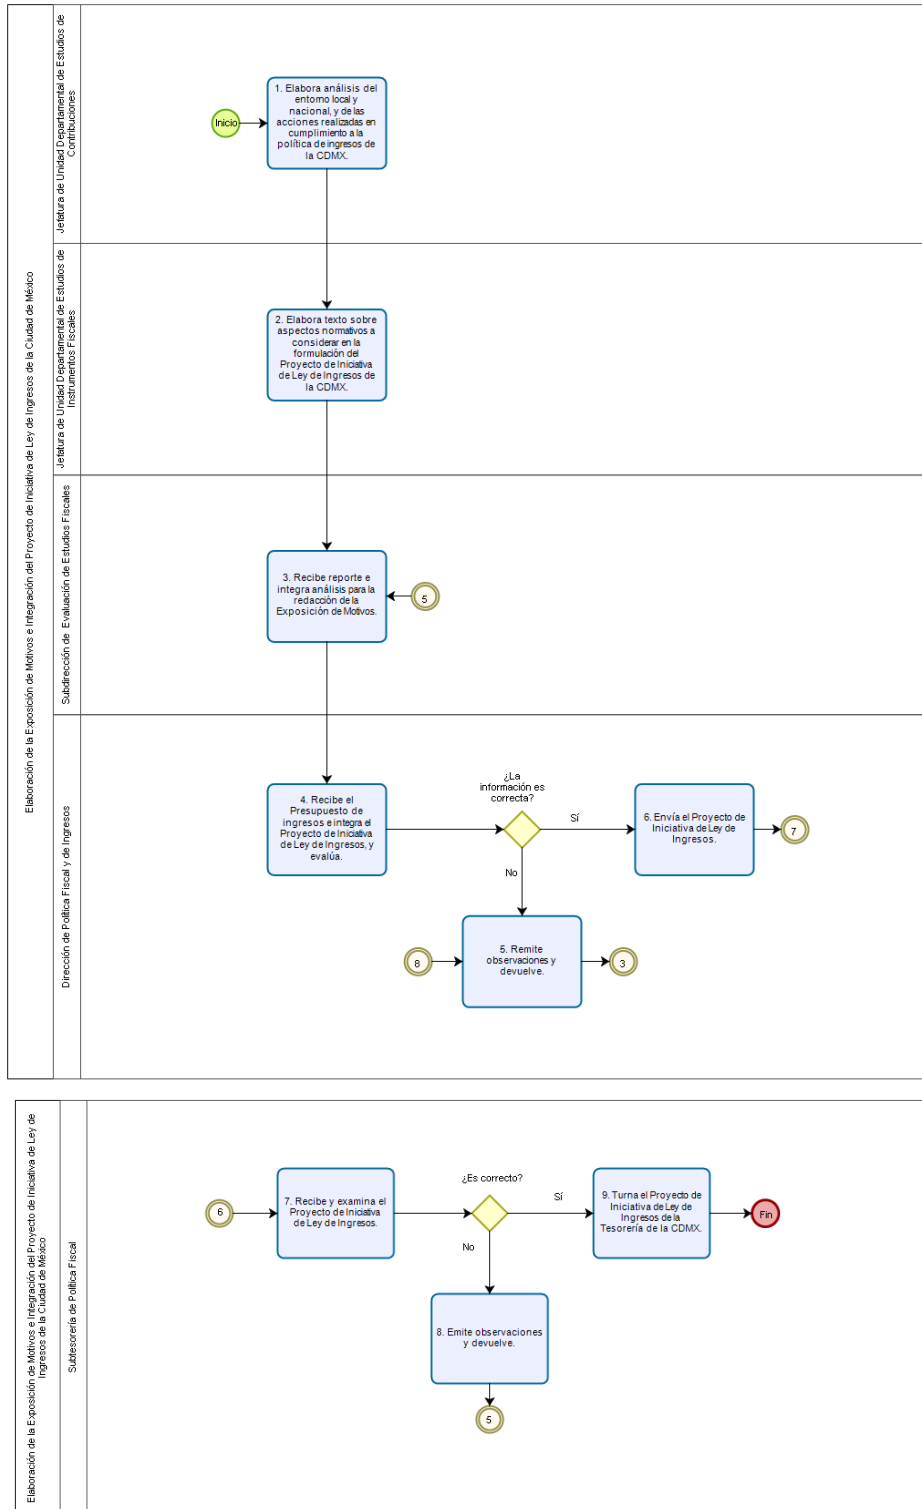 Elaboración de la Exposición de Motivos e Integración del Proyecto de Iniciativa de Ley de Ingresos de la Ciudad de México
Jefatura de Unidad Departamental de Estudios de
Contribuciones
Inicio
1. Elabora análisis del
entorno local y
nacional, y de las
acciones realizadas en
cumplimiento a la
política de ingresos de
la CDMX.
Jefatura de Unidad Departamental de Estudios de
Instrumentos Fiscales
2. Elabora texto sobre
aspectos normativos a
considerar en la
formulación del
Proyecto de Iniciativa
de Ley de Ingresos de
la CDMX.
Subdirección de Evaluación de Estudios Fiscales
3. Recibe reporte e
integra análisis para la
redacción de la
Exposición de Motivos.
5
Dirección de Política Fiscal y de Ingresos
4. Recibe el
Presupuesto de
ingresos e integra el
Proyecto de Iniciativa
de Ley de Ingresos, y
evalúa.
¿La
información es
correcta?
Sí
6. Envía el Proyecto de
Iniciativa de Ley de
Ingresos.
7
No
8
5. Remite
observaciones y
devuelve.
3
Elaboración de la Exposición de Motivos e Integración del Proyecto de Iniciativa de Ley de
Ingresos de la Ciudad de México
Subtesorería de Política Fiscal
6
7. Recibe y examina el
Proyecto de Iniciativa
de Ley de Ingresos.
¿Es correcto?
Sí
9. Turna el Proyecto de
Iniciativa de Ley de
Ingresos de la
Tesorería de la CDMX.
Fin
No
8. Emite observaciones
y devuelve.
5